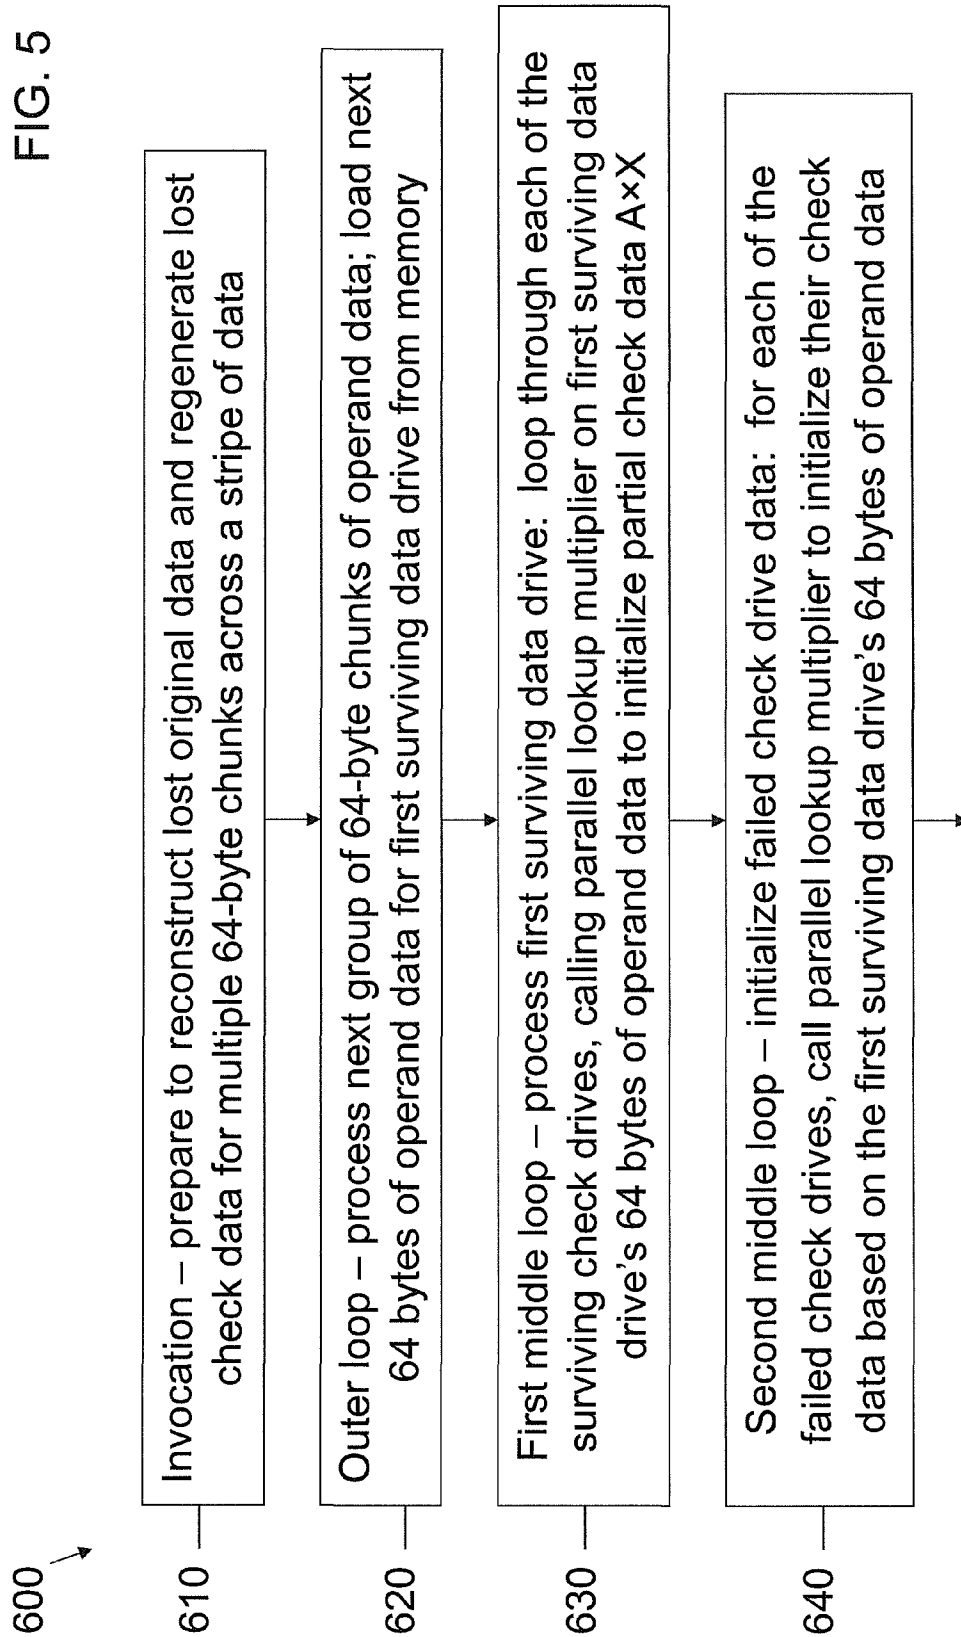 FIG. 5
600
610
Invocation – prepare to reconstruct lost original data and regenerate lost
check data for multiple 64-byte chunks across a stripe of data
620
Outer loop – process next group of 64-byte chunks of operand data; load next
64 bytes of operand data for first surviving data drive from memory
630
First middle loop – process first surviving data drive: loop through each of the
surviving check drives, calling parallel lookup multiplier on first surviving data
drive's 64 bytes of operand data to initialize partial check data A×X
640
Second middle loop – initialize failed check drive data: for each of the
failed check drives, call parallel lookup multiplier to initialize their check
data based on the first surviving data drive's 64 bytes of operand data